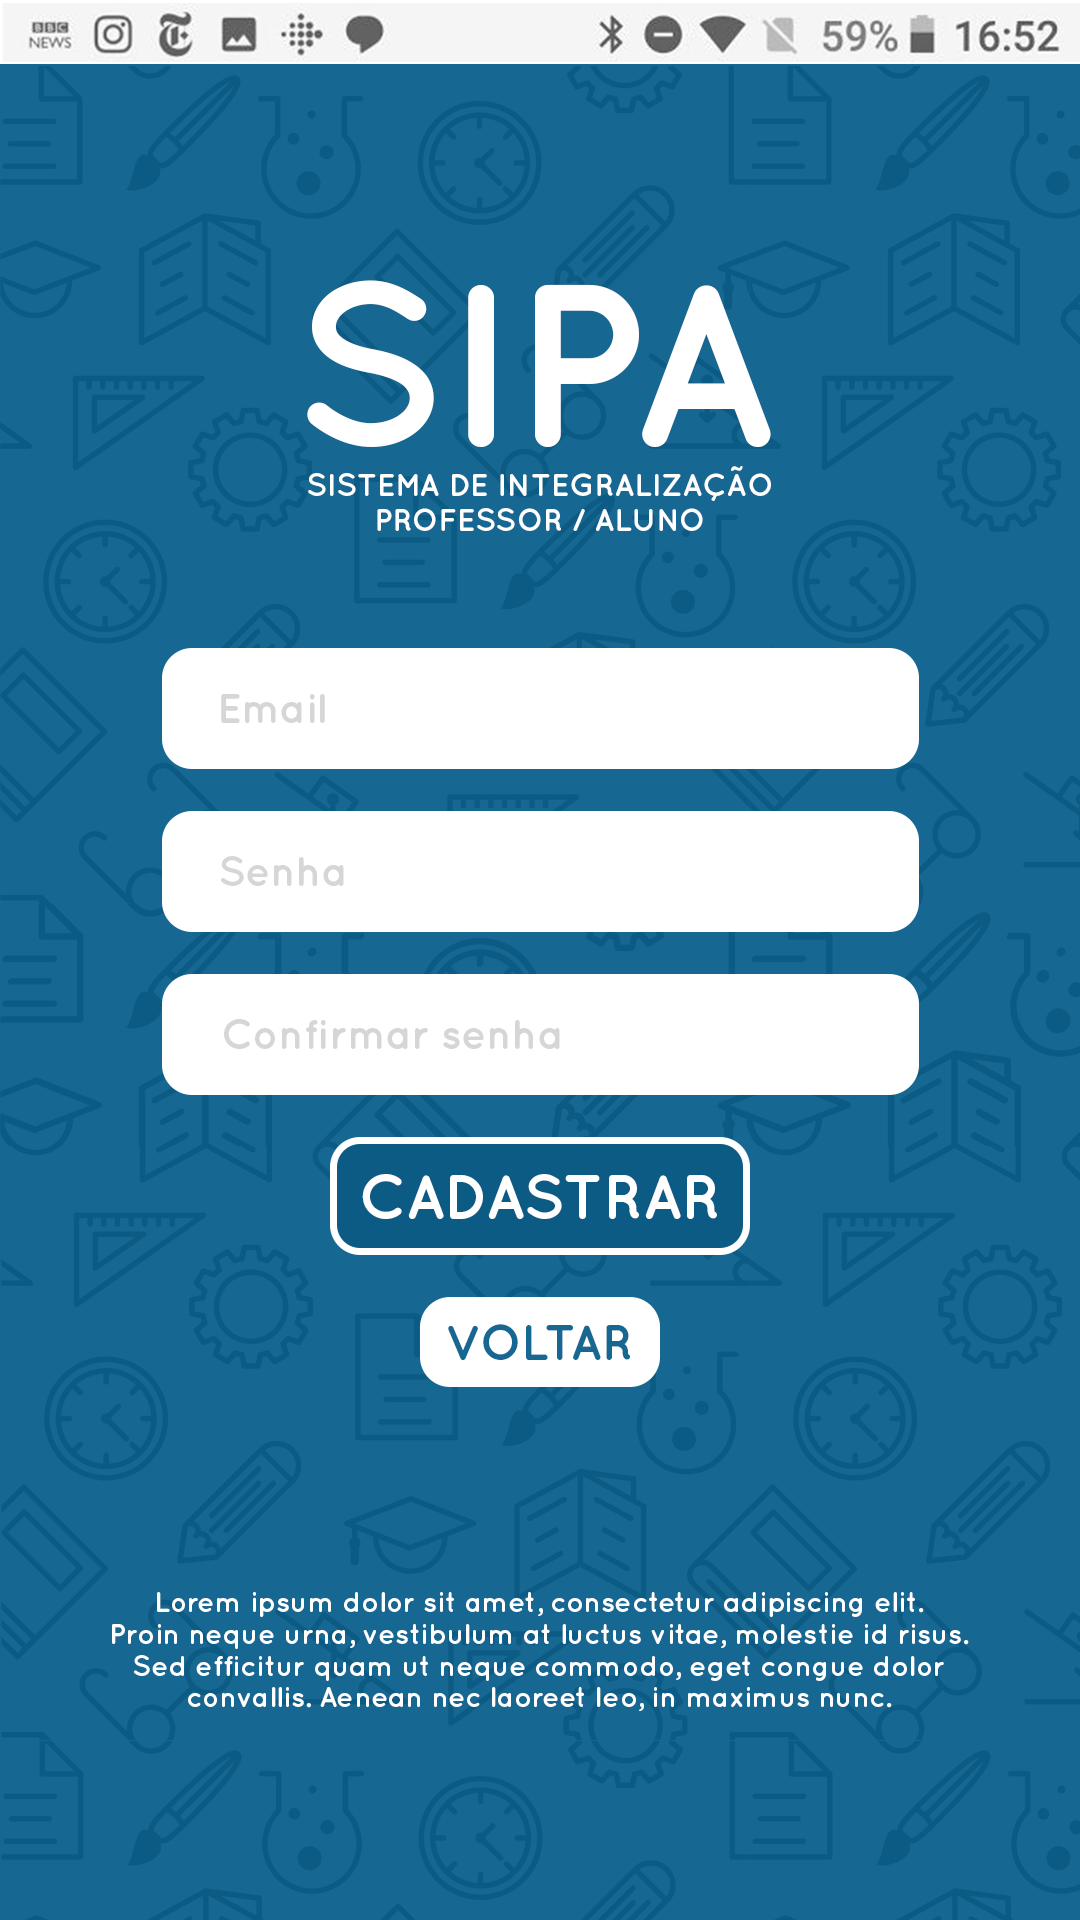 BBC NEWS 59% 16:52
SIPA
SISTEMA DE INTEGRALIZAÇÃO
PROFESSOR / ALUNO
Email
Senha
Confirmar senha
CADASTRAR
VOLTAR
Lorem ipsum dolor sit amet, consectetur adipiscing elit.
Proin neque urna, vestibulum at luctus vitae, molestie id risus.
Sed efficitur quam ut neque commodo, eget congue dolor
convallis. Aenean nec laoreet leo, in maximus nunc.